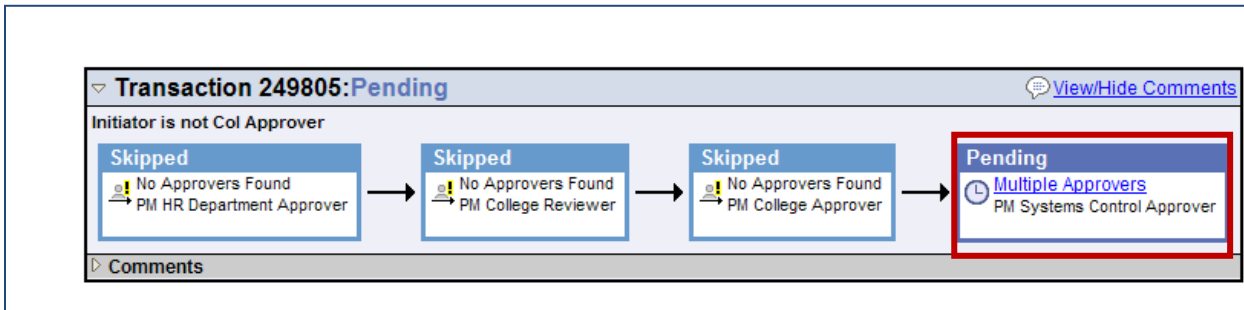 Transaction 249805:Pending
View/Hide Comments
Initiator is not Col Approver
Skipped
No Approvers Found
PM HR Department Approver
Skipped
No Approvers Found
PM College Reviewer
Skipped
No Approvers Found
PM College Approver
Pending
Multiple Approvers
PM Systems Control Approver
Comments